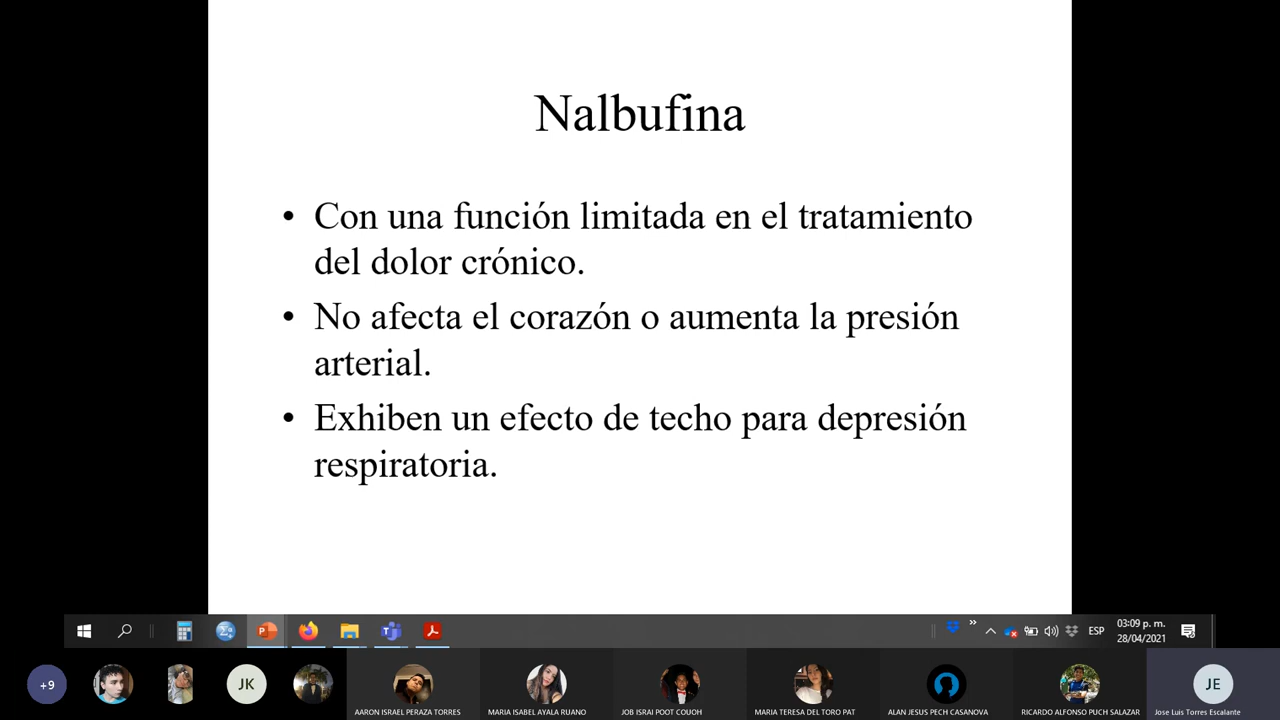 Nalbufina
• Con una función limitada en el tratamiento
del dolor crónico.
• No afecta el corazón o aumenta la presión
arterial.
• Exhiben un efecto de techo para depresión
respiratoria.
ESP
03:09 p. m.
28/04/2021
+9
JK
AARON ISRAEL PERAZA TORRES
MARIA ISABEL AYALA RUANO
JOB ISRAI POOT COUOH
MARIA TERESA DEL TORO PAT
ALAN JESUS PECH CASANOVA
RICARDO ALFONSO PUCH SALAZAR
JE
Jose Luis Torres Escalante